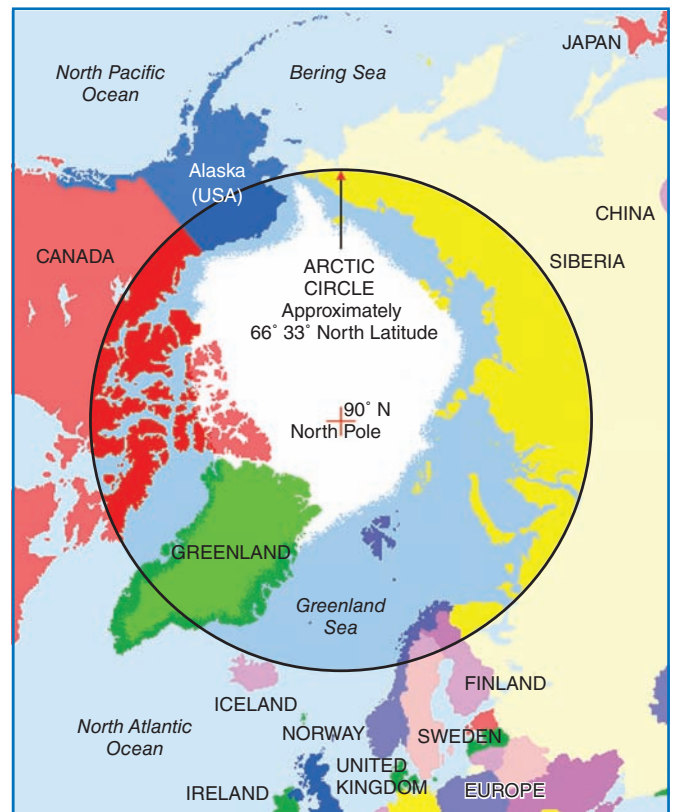 JAPAN
North Pacific
Ocean
Bering Sea
Alaska
(USA)
CHINA
CANADA
SIBERIA
ARCTIC
CIRCLE
Approximately
66˚ 33˚ North Latitude
90˚ N
North Pole
GREENLAND
Greenland
Sea
FINLAND
ICELAND
North Atlantic
Ocean
NORWAY
SWEDEN
UNITED
KINGDOM
IRELAND
EUROPE